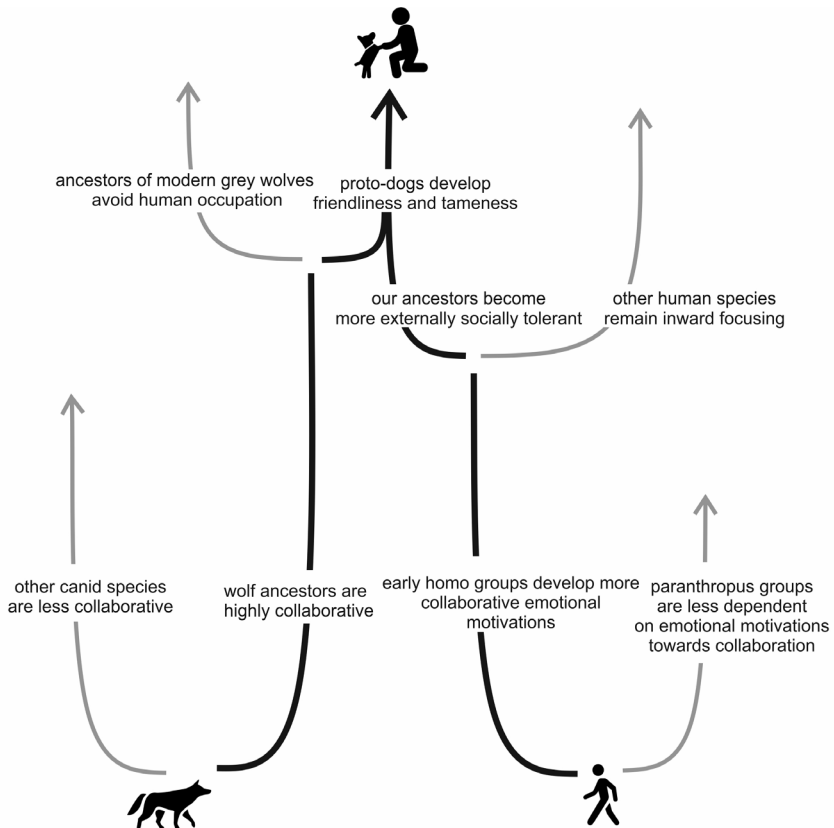 ancestors of modern grey wolves
avoid human occupation
proto-dogs develop
friendliness and tameness
our ancestors become
more externally socially tolerant
other human species
remain inward focusing
other canid species
are less collaborative
wolf ancestors are
highly collaborative
early homo groups develop more
collaborative emotional
motivations
paranthropus groups
are less dependent
on emotional motivations
towards collaboration